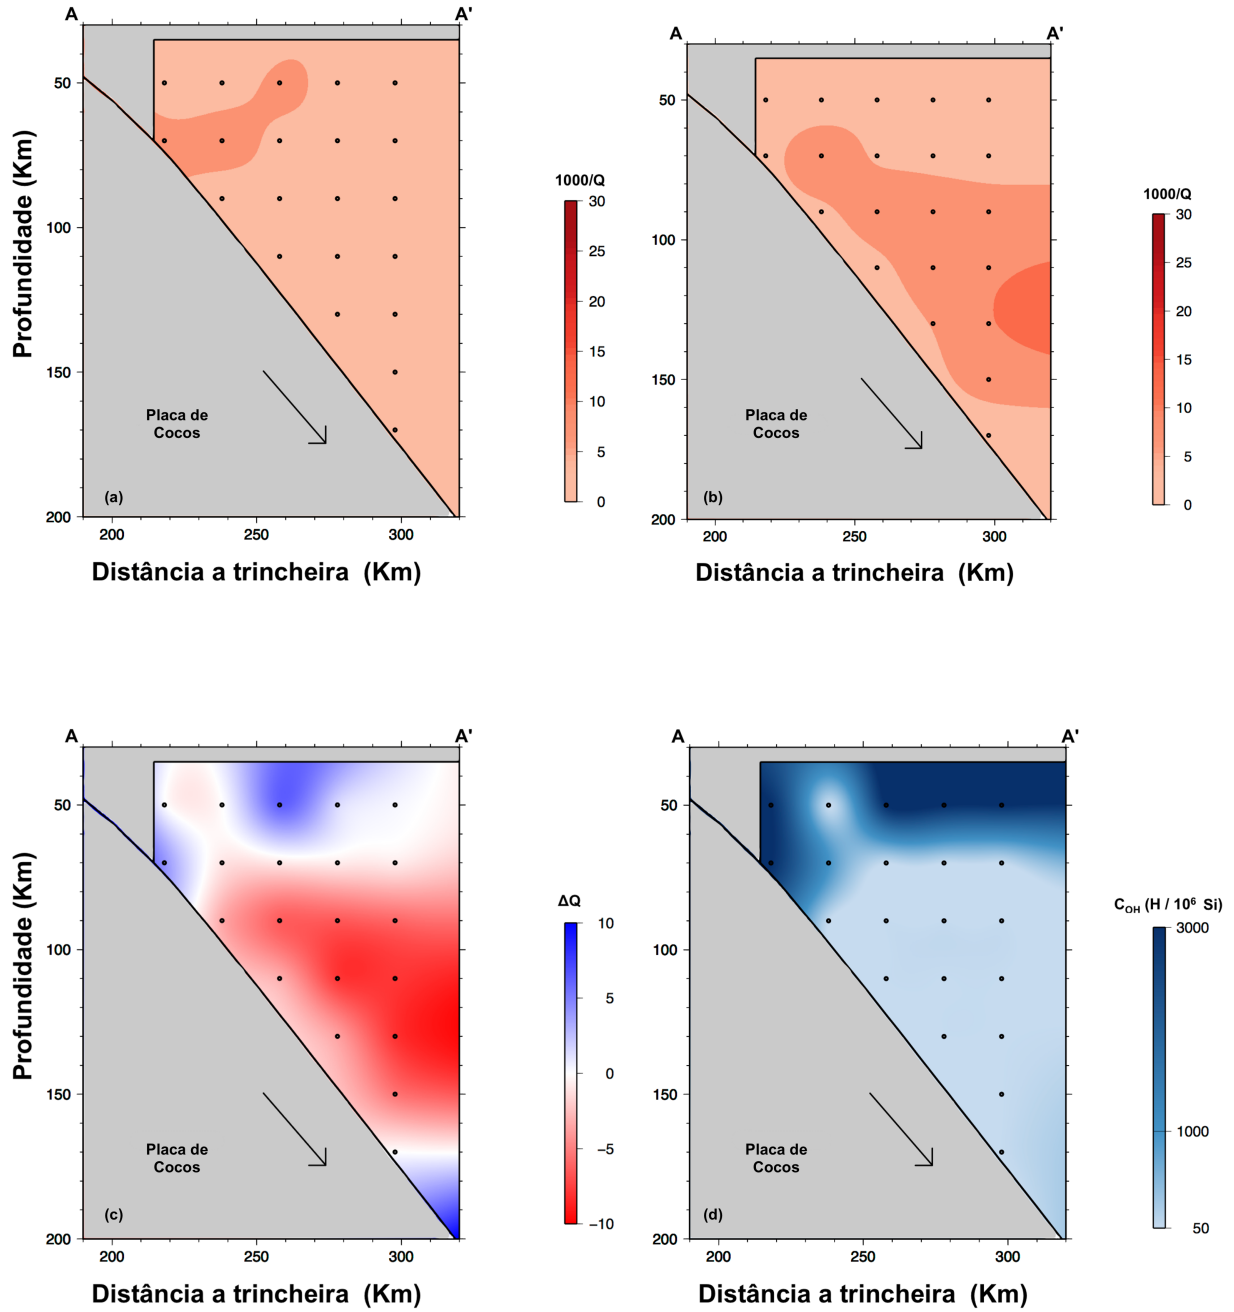 A A'
50
100
150
200
200 250 300
Profundidade (Km)
Distância a trincheira (Km)
Placa de
Cocos
(a)
1000/Q
30
25
20
15
10
5
0
A A'
50
100
150
200
200 250 300
Distância a trincheira (Km)
Placa de
Cocos
(b)
1000/Q
30
25
20
15
10
5
0
A A'
50
100
150
200
200 250 300
Profundidade (Km)
Distância a trincheira (Km)
Placa de
Cocos
(c)
ΔQ
10
5
0
−5
−10
A A'
50
100
150
200
200 250 300
Distância a trincheira (Km)
Placa de
Cocos
(d)
C_OH (H / 10⁶ Si)
3000
1000
50